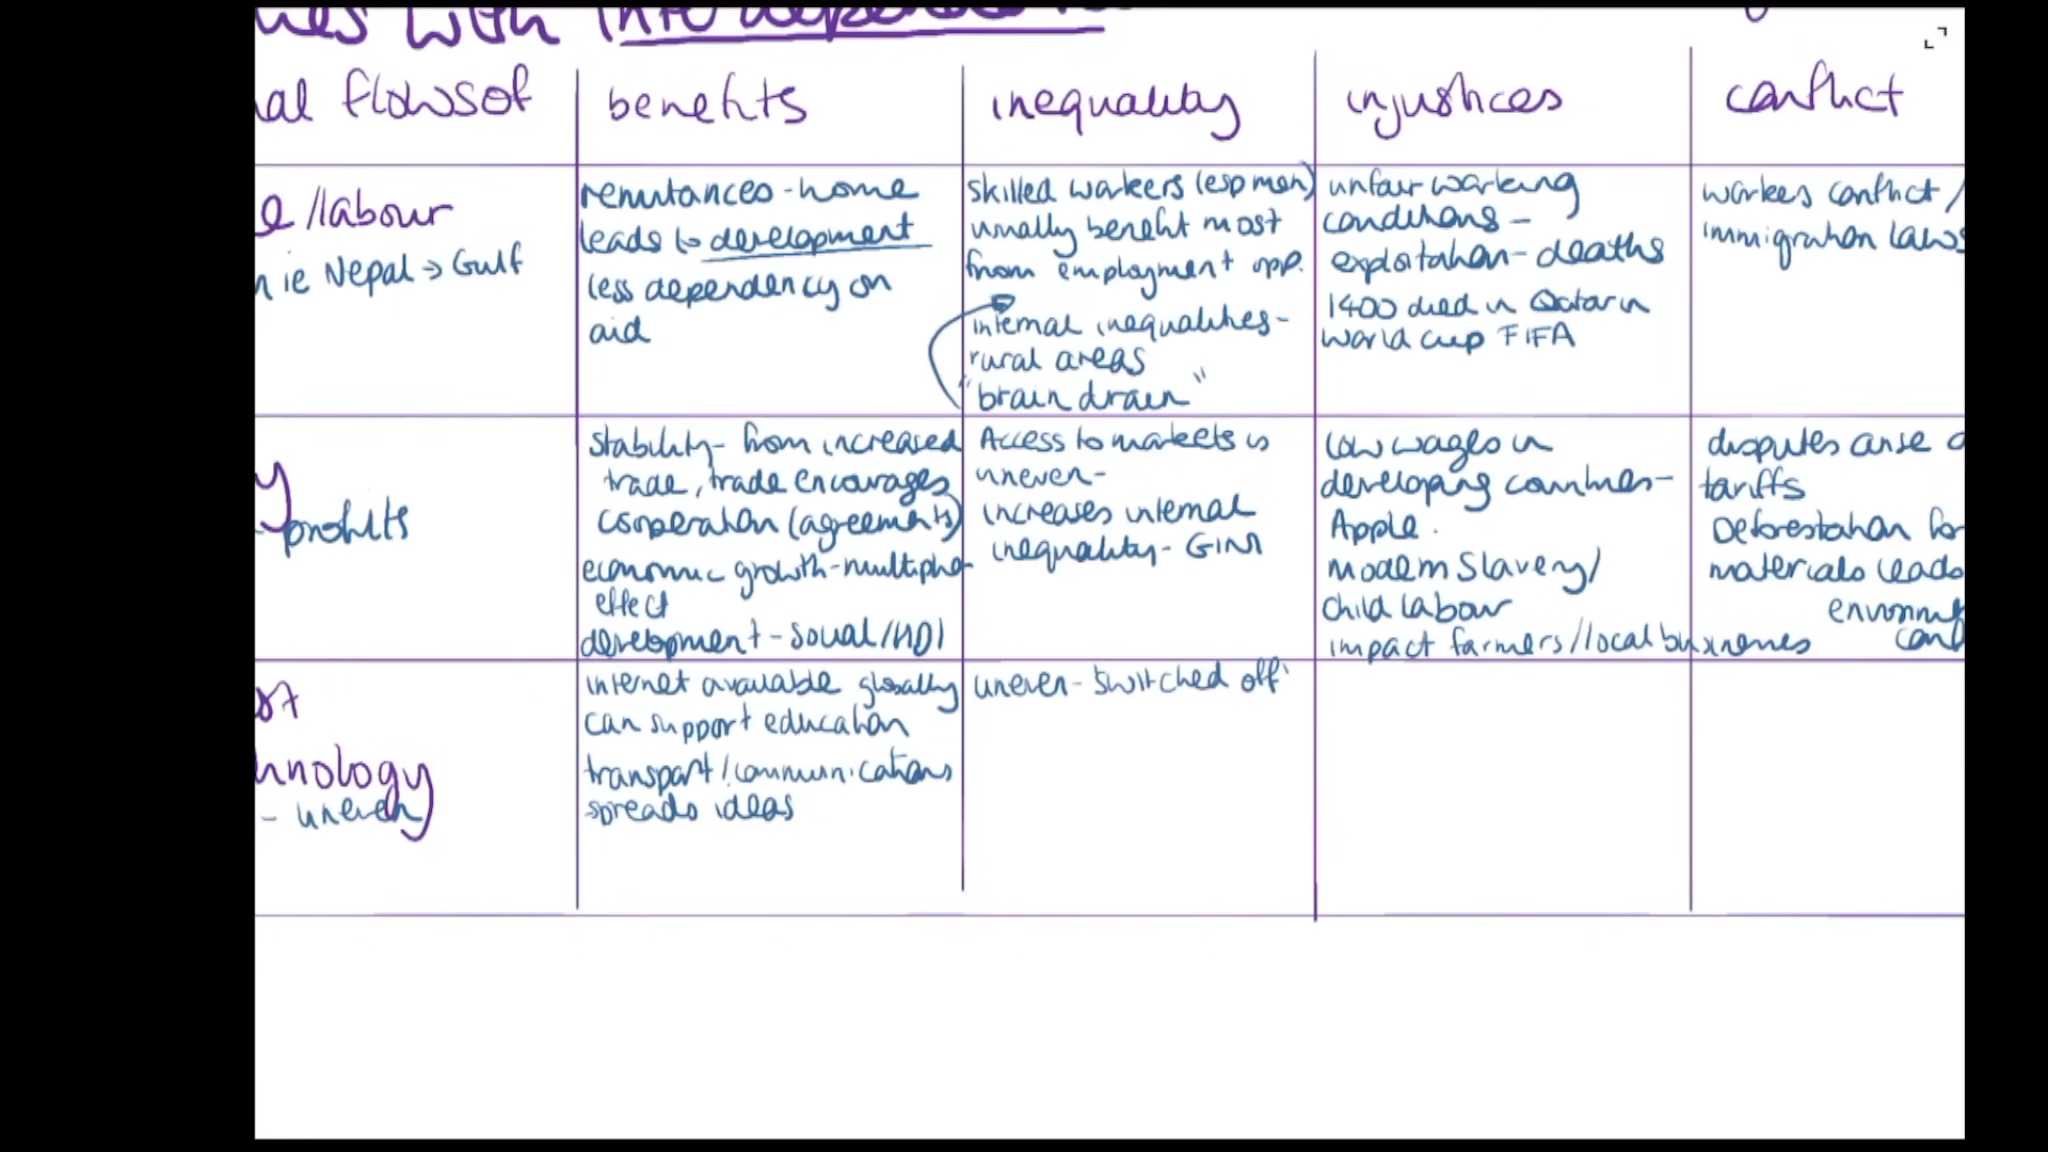 with interdependence
flows of
benefits
inequality
injustices
conflict
/labour
ie Nepal → Gulf
remittances - home
leads to development
less dependency on
aid
skilled workers (esp men)
usually benefit most
from employment opp.
internal inequalities -
rural areas
"brain drain"
unfair working
conditions -
exploitation - deaths
1400 died in Qatar in
world cup FIFA
workers conflict /
immigration laws
profits
stability - from increased
trade, trade encourages
cooperation (agreements)
economic growth - multiplier
effect
development - social/HDI
Access to markets is
uneven -
increases internal
inequality - GINI
low wages in
developing countries -
Apple.
modern slavery/
child labour
impact farmers/local businesses
disputes arise
tariffs
Deforestation for
materials leads
- uneven
internet available globally
can support education
transport/communications
spreads ideas
uneven - 'switched off'